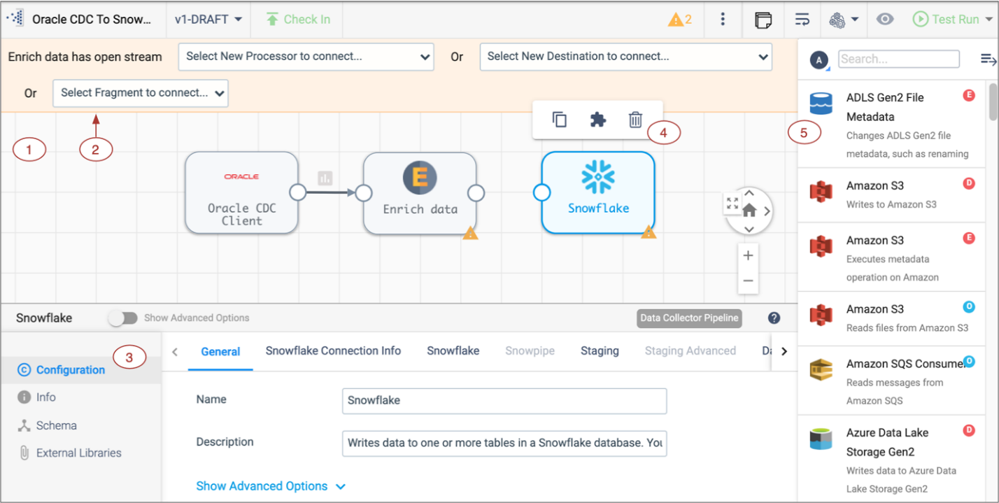 Oracle CDC To Snow...
v1-DRAFT
Check In
2
Test Run
Enrich data has open stream
Select New Processor to connect...
Or
Select New Destination to connect...
Or
Select Fragment to connect...
1
2
4
5
ORACLE
Oracle CDC
Client
E
Enrich data
Snowflake
A
Search...
ADLS Gen2 File
Metadata
E
Changes ADLS Gen2 file
metadata, such as renaming
Amazon S3
D
Writes to Amazon S3
Amazon S3
E
Executes metadata
operation on Amazon
Amazon S3
O
Reads files from Amazon S3
Amazon SQS Consume
O
Reads messages from
Amazon SQS
Azure Data Lake
Storage Gen2
D
Writes data to Azure Data
Lake Storage Gen2
Snowflake
Show Advanced Options
Data Collector Pipeline
?
3
C Configuration
Info
Schema
External Libraries
General
Snowflake Connection Info
Snowflake
Snowpipe
Staging
Staging Advanced
Name
Snowflake
Description
Writes data to one or more tables in a Snowflake database. You
Show Advanced Options